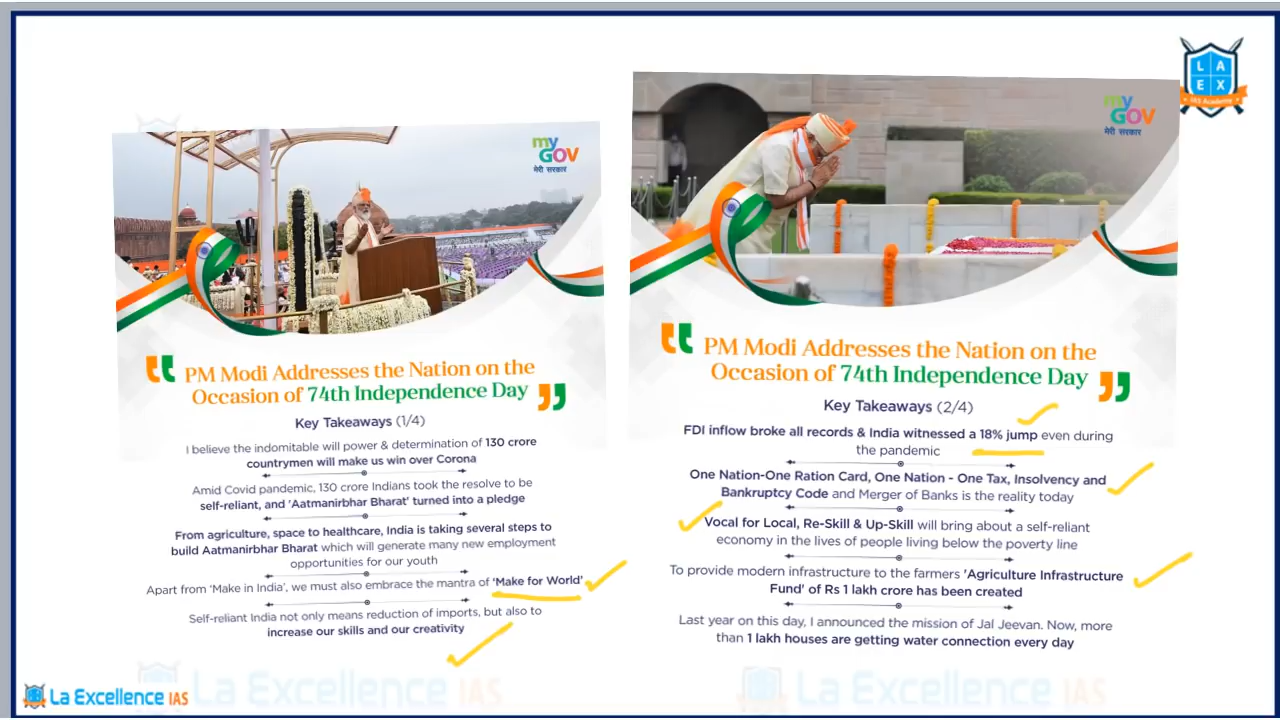 L A
E X
IAS Academy
my
GOV
मेरी सरकार
PM Modi Addresses the Nation on the
Occasion of 74th Independence Day
Key Takeaways (1/4)
I believe the indomitable will power & determination of 130 crore
countrymen will make us win over Corona
Amid Covid pandemic, 130 crore Indians took the resolve to be
self-reliant, and 'Aatmanirbhar Bharat' turned into a pledge
From agriculture, space to healthcare, India is taking several steps to
build Aatmanirbhar Bharat which will generate many new employment
opportunities for our youth
Apart from 'Make in India', we must also embrace the mantra of 'Make for World'
Self-reliant India not only means reduction of imports, but also to
increase our skills and our creativity
my
GOV
मेरी सरकार
PM Modi Addresses the Nation on the
Occasion of 74th Independence Day
Key Takeaways (2/4)
FDI inflow broke all records & India witnessed a 18% jump even during
the pandemic
One Nation-One Ration Card, One Nation - One Tax, Insolvency and
Bankruptcy Code and Merger of Banks is the reality today
Vocal for Local, Re-Skill & Up-Skill will bring about a self-reliant
economy in the lives of people living below the poverty line
To provide modern infrastructure to the farmers 'Agriculture Infrastructure
Fund' of Rs 1 lakh crore has been created
Last year on this day, I announced the mission of Jal Jeevan. Now, more
than 1 lakh houses are getting water connection every day
La Excellence IAS
La Excellence IAS
La Excellence IAS